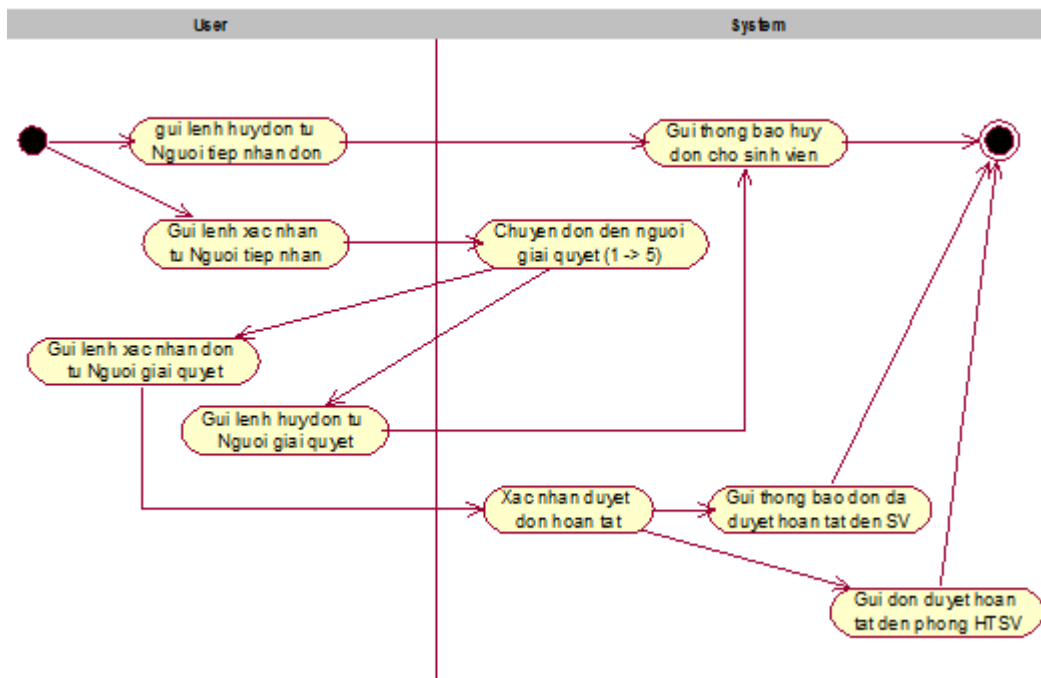 User
System
gui lenh huy don tu
Nguoi tiep nhan don
Gui thong bao huy
don cho sinh vien
Gui lenh xac nhan
tu Nguoi tiep nhan
Chuyen don den nguoi
giai quyet (1 -> 5)
Gui lenh xac nhan don
tu Nguoi giai quyet
Gui lenh huy don tu
Nguoi giai quyet
Xac nhan duyet
don hoan tat
Gui thong bao don da
duyet hoan tat den SV
Gui don duyet hoan
tat den phong HTSV